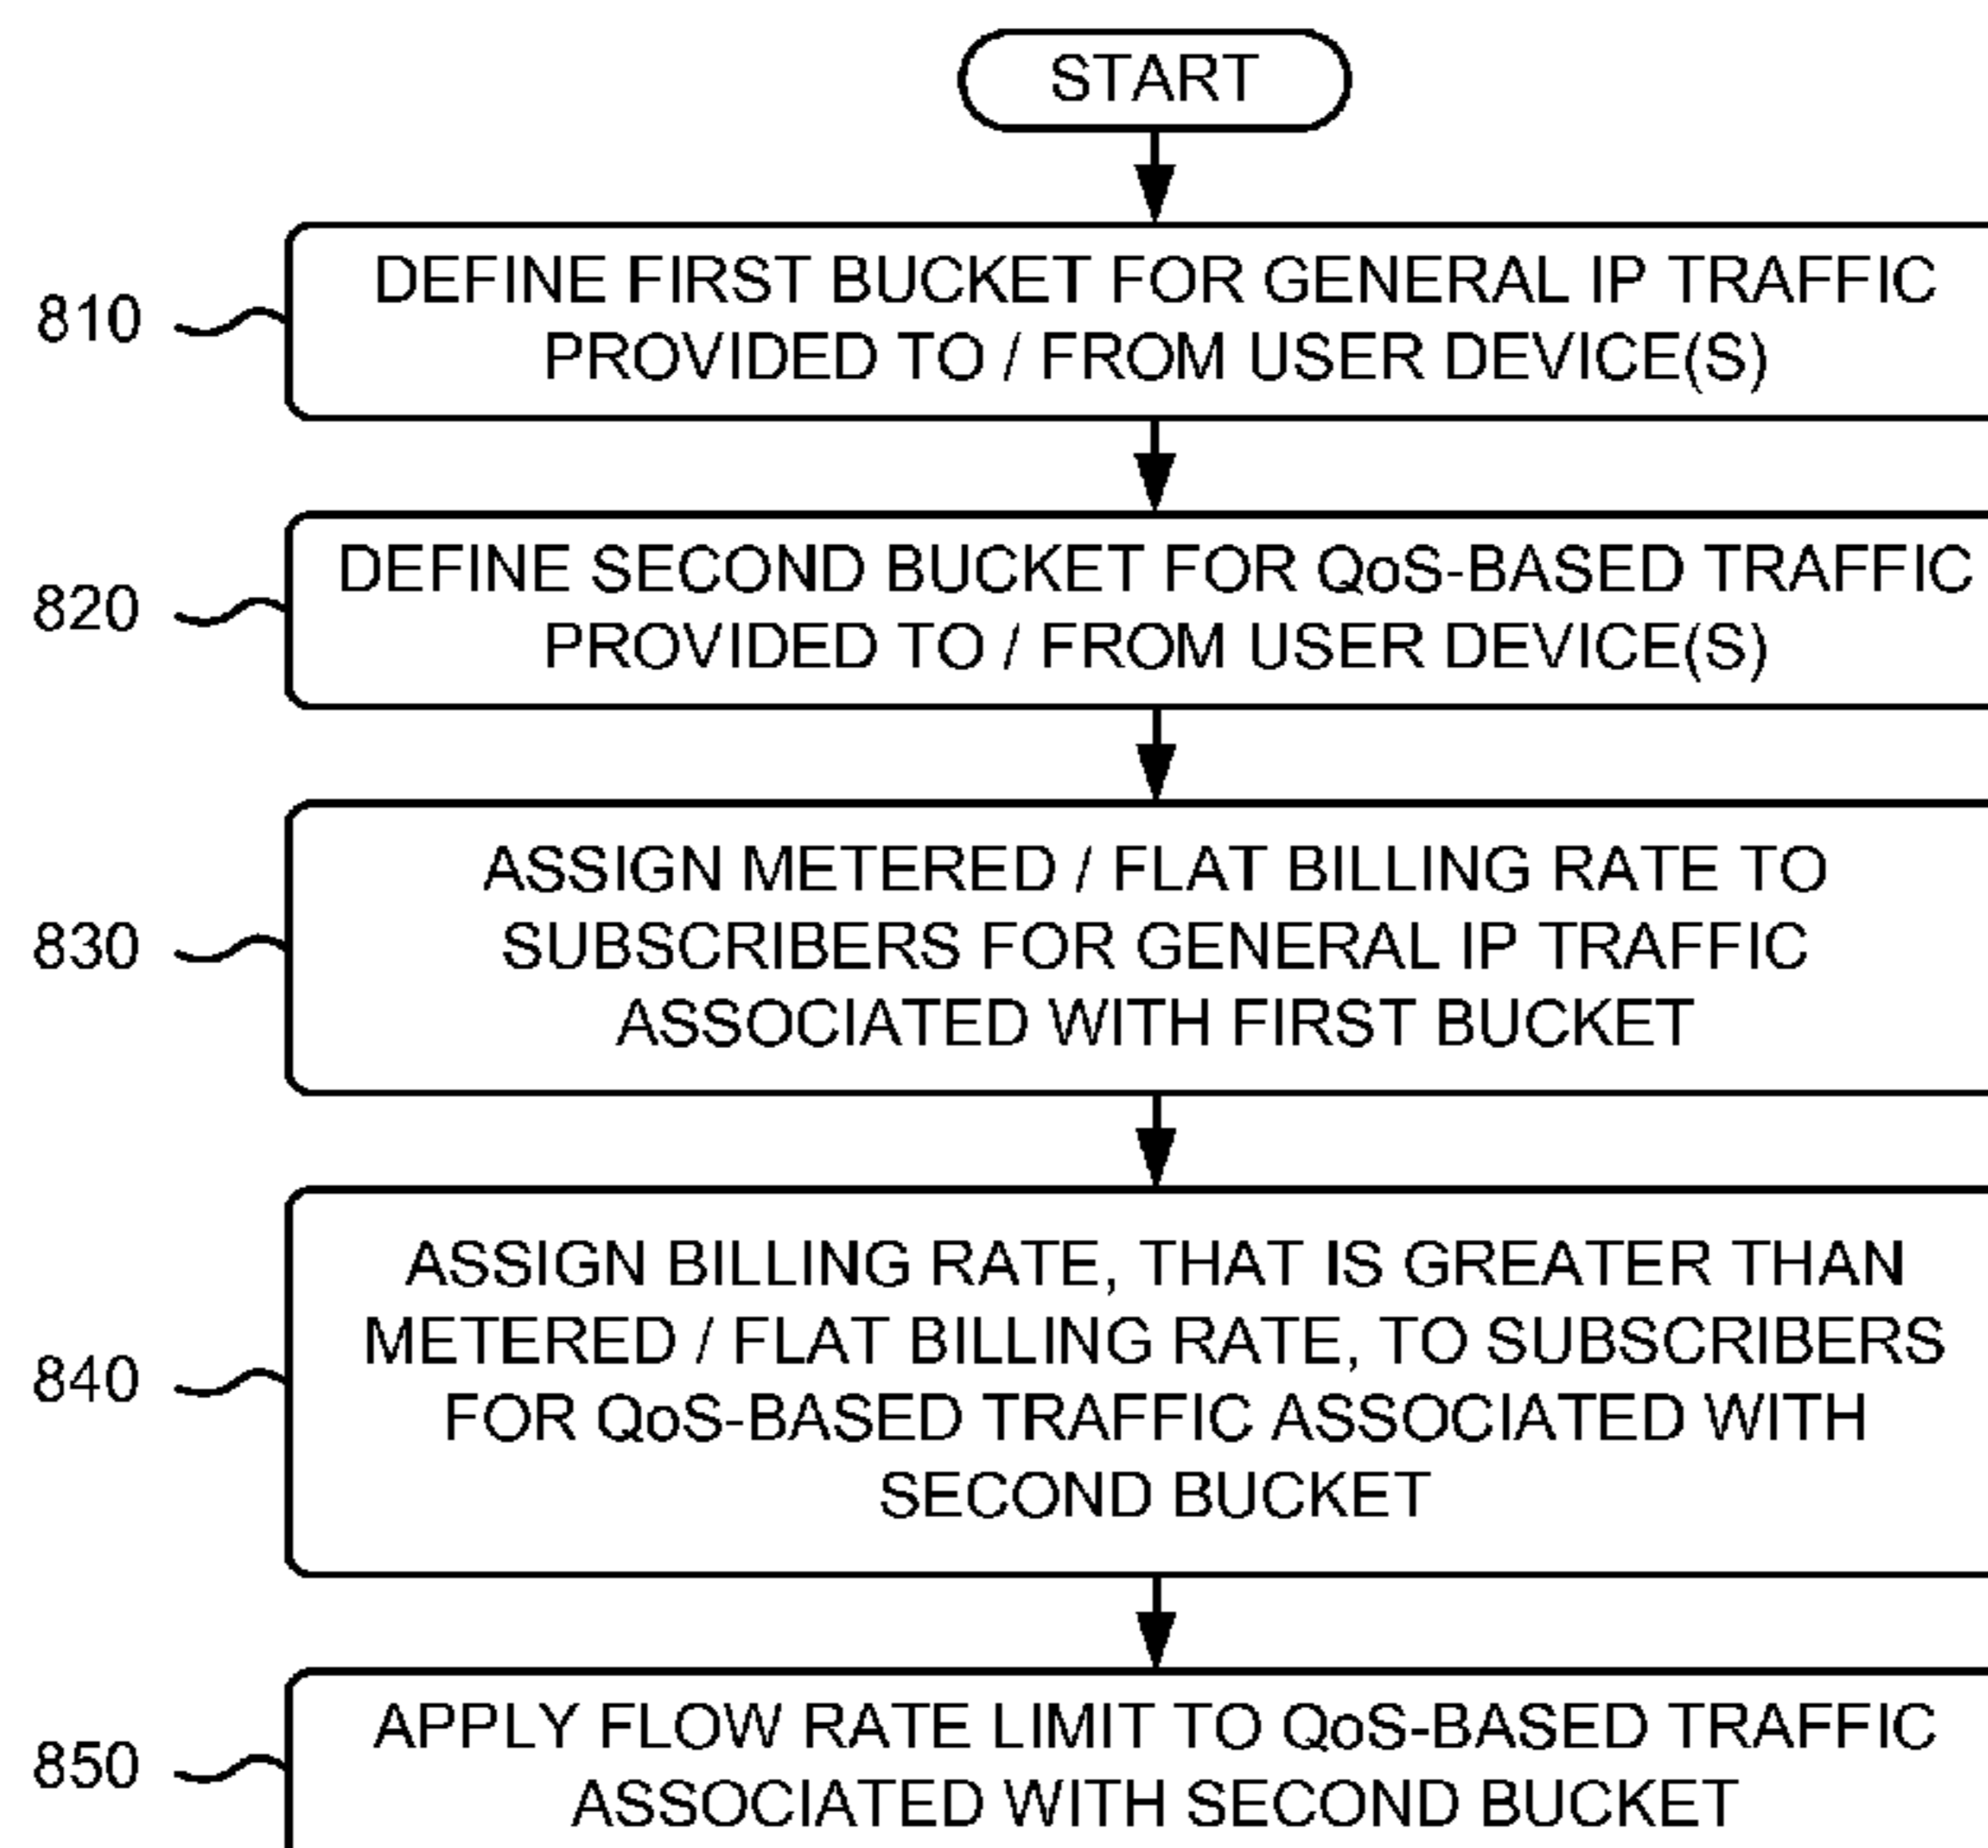 START
810
DEFINE FIRST BUCKET FOR GENERAL IP TRAFFIC
PROVIDED TO / FROM USER DEVICE(S)
820
DEFINE SECOND BUCKET FOR QoS-BASED TRAFFIC
PROVIDED TO / FROM USER DEVICE(S)
830
ASSIGN METERED / FLAT BILLING RATE TO
SUBSCRIBERS FOR GENERAL IP TRAFFIC
ASSOCIATED WITH FIRST BUCKET
840
ASSIGN BILLING RATE, THAT IS GREATER THAN
METERED / FLAT BILLING RATE, TO SUBSCRIBERS
FOR QoS-BASED TRAFFIC ASSOCIATED WITH
SECOND BUCKET
850
APPLY FLOW RATE LIMIT TO QoS-BASED TRAFFIC
ASSOCIATED WITH SECOND BUCKET